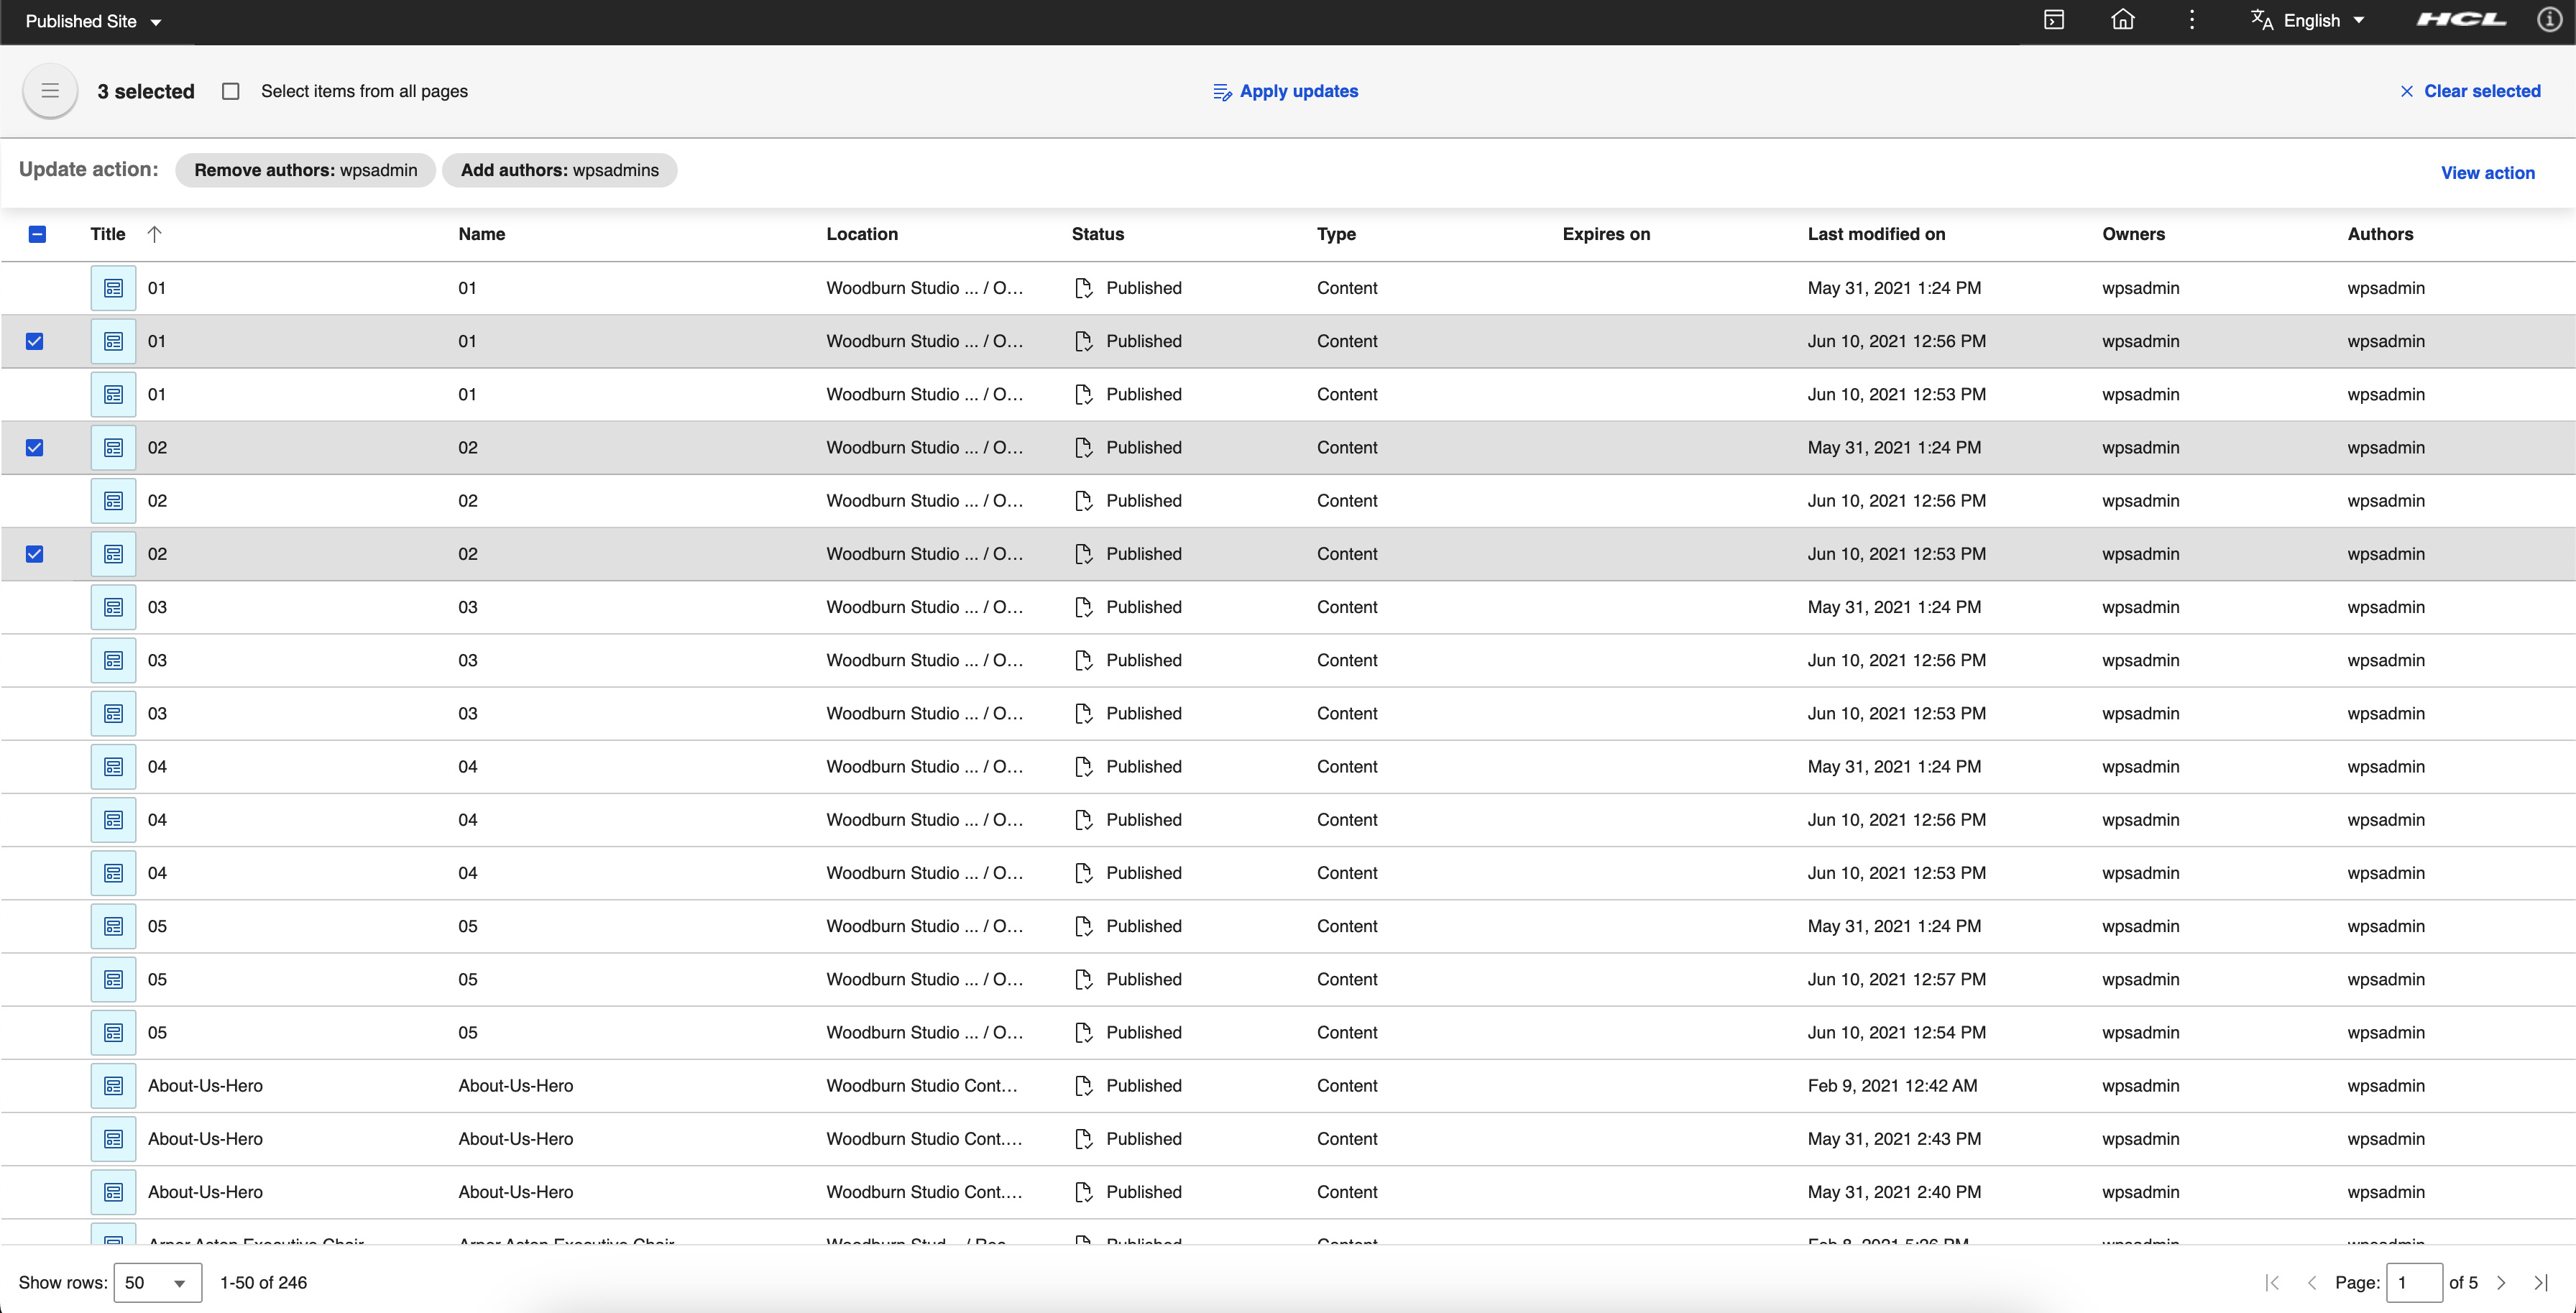 Published Site English HCL
3 selected Select items from all pages Apply updates Clear selected
Update action: Remove authors: wpsadmin Add authors: wpsadmins View action
Title Name Location Status Type Expires on Last modified on Owners Authors
01 01 Woodburn Studio ... / O... Published Content May 31, 2021 1:24 PM wpsadmin wpsadmin
01 01 Woodburn Studio ... / O... Published Content Jun 10, 2021 12:56 PM wpsadmin wpsadmin
01 01 Woodburn Studio ... / O... Published Content Jun 10, 2021 12:53 PM wpsadmin wpsadmin
02 02 Woodburn Studio ... / O... Published Content May 31, 2021 1:24 PM wpsadmin wpsadmin
02 02 Woodburn Studio ... / O... Published Content Jun 10, 2021 12:56 PM wpsadmin wpsadmin
02 02 Woodburn Studio ... / O... Published Content Jun 10, 2021 12:53 PM wpsadmin wpsadmin
03 03 Woodburn Studio ... / O... Published Content May 31, 2021 1:24 PM wpsadmin wpsadmin
03 03 Woodburn Studio ... / O... Published Content Jun 10, 2021 12:56 PM wpsadmin wpsadmin
03 03 Woodburn Studio ... / O... Published Content Jun 10, 2021 12:53 PM wpsadmin wpsadmin
04 04 Woodburn Studio ... / O... Published Content May 31, 2021 1:24 PM wpsadmin wpsadmin
04 04 Woodburn Studio ... / O... Published Content Jun 10, 2021 12:56 PM wpsadmin wpsadmin
04 04 Woodburn Studio ... / O... Published Content Jun 10, 2021 12:53 PM wpsadmin wpsadmin
05 05 Woodburn Studio ... / O... Published Content May 31, 2021 1:24 PM wpsadmin wpsadmin
05 05 Woodburn Studio ... / O... Published Content Jun 10, 2021 12:57 PM wpsadmin wpsadmin
05 05 Woodburn Studio ... / O... Published Content Jun 10, 2021 12:54 PM wpsadmin wpsadmin
About-Us-Hero About-Us-Hero Woodburn Studio Cont... Published Content Feb 9, 2021 12:42 AM wpsadmin wpsadmin
About-Us-Hero About-Us-Hero Woodburn Studio Cont.... Published Content May 31, 2021 2:43 PM wpsadmin wpsadmin
About-Us-Hero About-Us-Hero Woodburn Studio Cont.... Published Content May 31, 2021 2:40 PM wpsadmin wpsadmin
Aston Executive Chair Aston Executive Chair Published Content wpsadmin wpsadmin
Show rows: 50 1-50 of 246 Page: 1 of 5